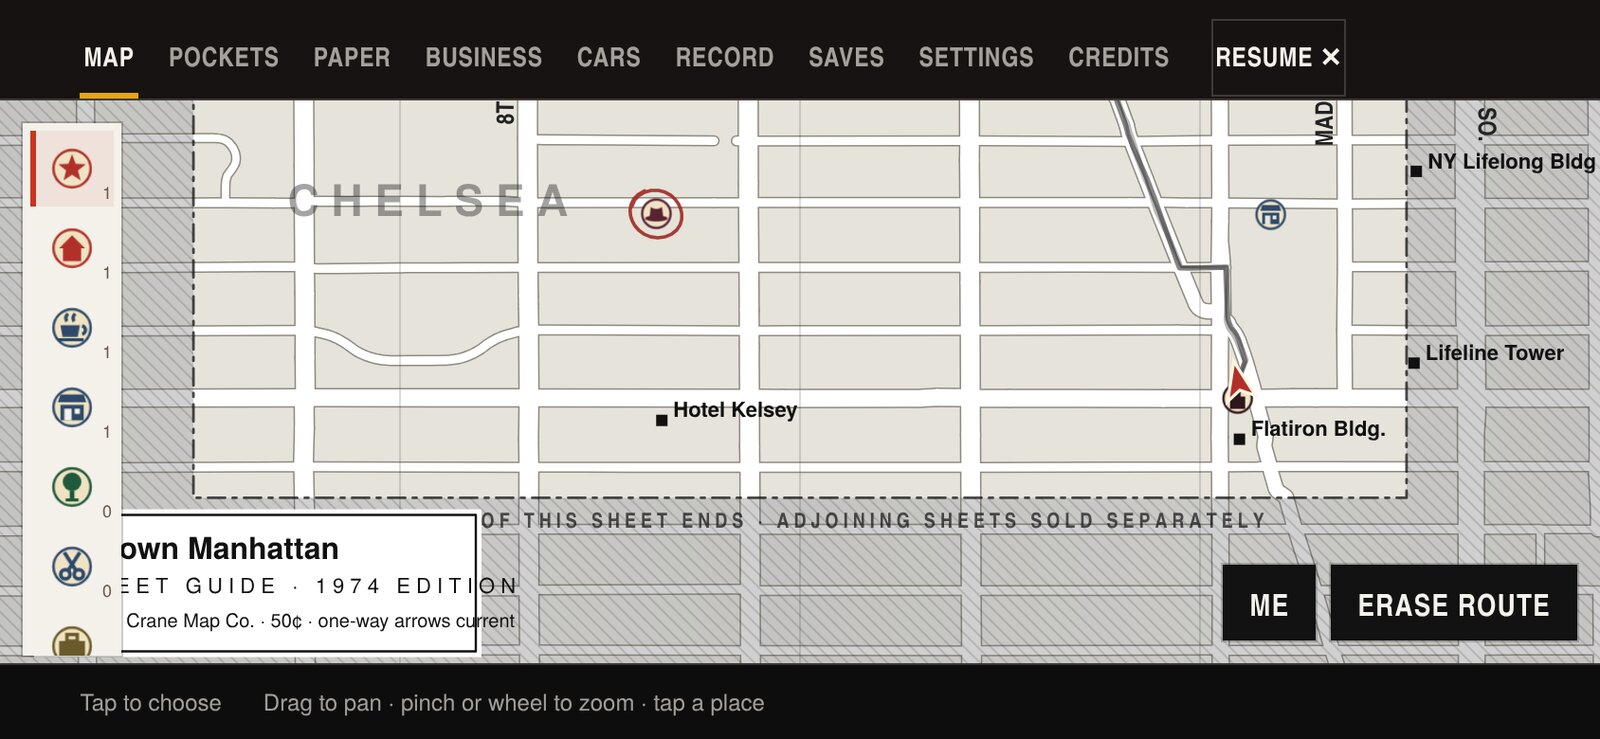 MAP POCKETS PAPER BUSINESS CARS RECORD SAVES SETTINGS CREDITS RESUME ✕
8T
MAD
SO.
NY Lifelong Bldg
CHELSEA
1
1
1
1
0
0
Lifeline Tower
Hotel Kelsey
Flatiron Bldg.
OF THIS SHEET ENDS · ADJOINING SHEETS SOLD SEPARATELY
own Manhattan
EET GUIDE · 1974 EDITION
Crane Map Co. · 50¢ · one-way arrows current
ME
ERASE ROUTE
Tap to choose Drag to pan · pinch or wheel to zoom · tap a place